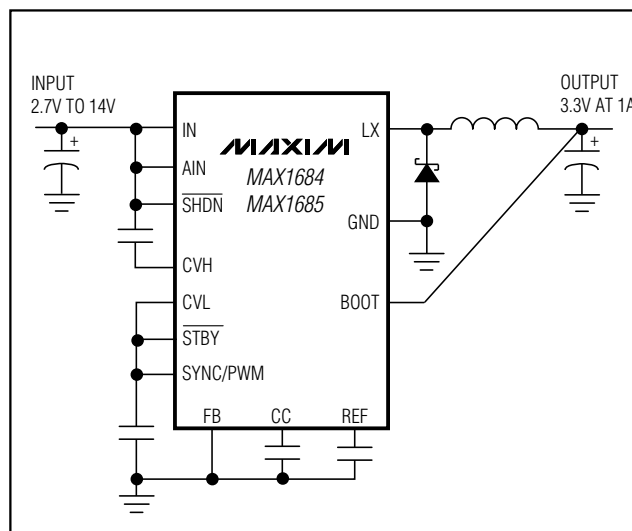 INPUT
2.7V TO 14V
OUTPUT
3.3V AT 1A
IN
MAXIM
LX
AIN
MAX1684
SHDN
MAX1685
GND
CVH
CVL
BOOT
STBY
SYNC/PWM
FB
CC
REF
+
+